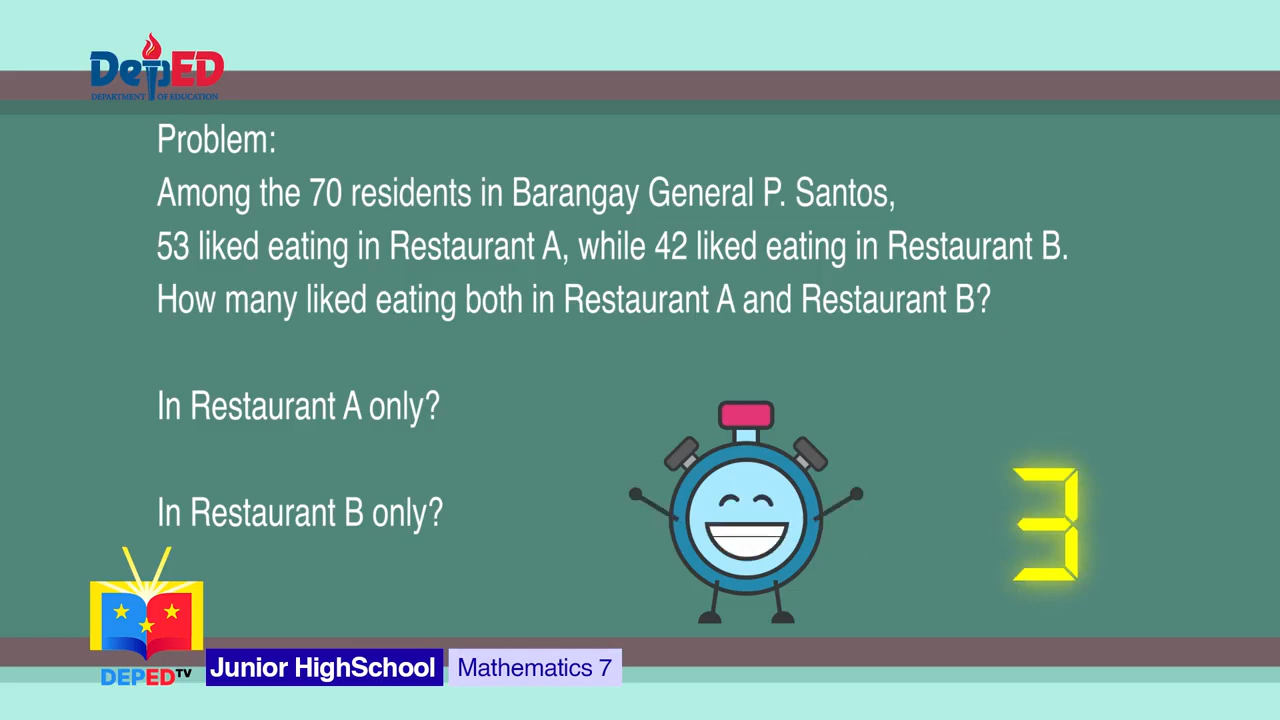 DepED
DEPARTMENT OF EDUCATION
Problem:
Among the 70 residents in Barangay General P. Santos,
53 liked eating in Restaurant A, while 42 liked eating in Restaurant B.
How many liked eating both in Restaurant A and Restaurant B?
In Restaurant A only?
In Restaurant B only?
3
DEPED TV
Junior HighSchool
Mathematics 7